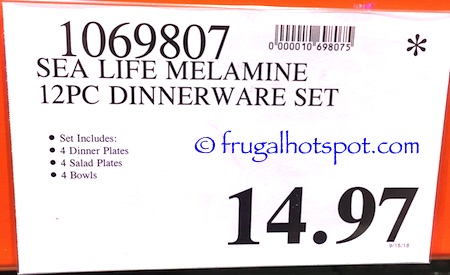 1069807
0000010698075
*
SEA LIFE MELAMINE
12PC DINNERWARE SET
• Set Includes:
• 4 Dinner Plates
• 4 Salad Plates
• 4 Bowls
© frugalhotspot.com
14.97
9/15/18